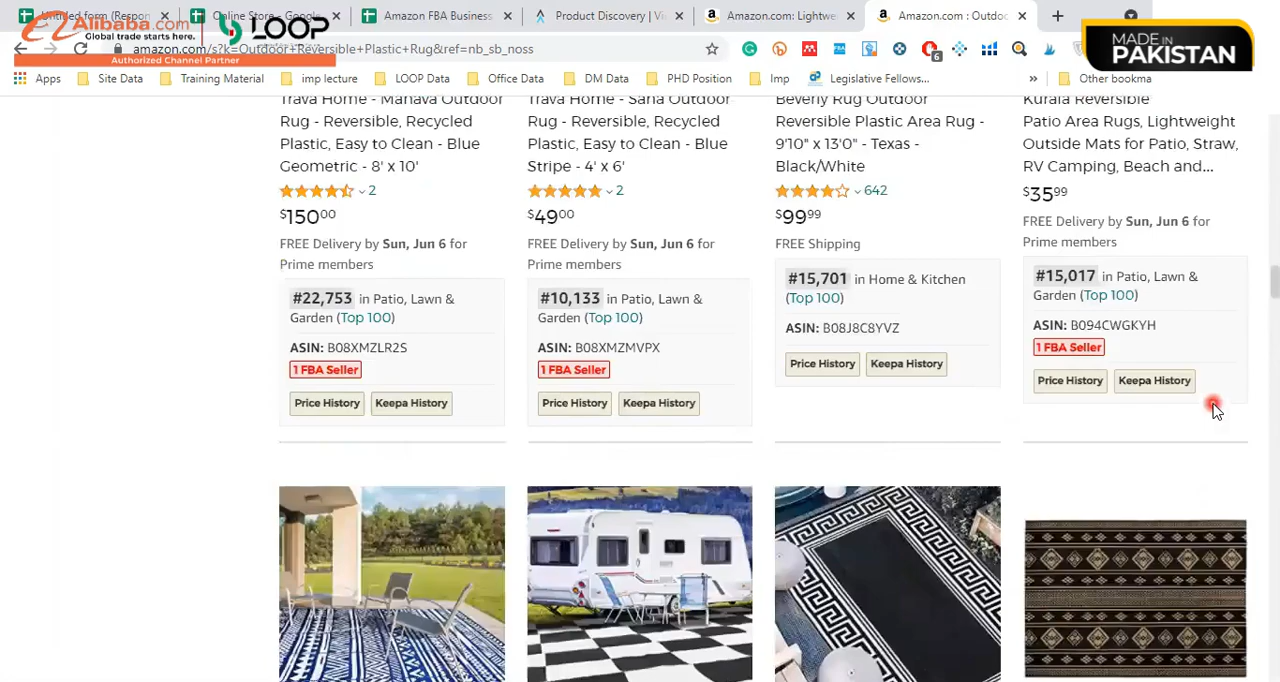 Untitled form (Respon
Online Store - Google
Amazon FBA Business
Product Discovery | Vi
Amazon.com: Lightwe
Amazon.com : Outdoo
Alibaba.com
Global trade starts here.
Authorized Channel Partner
LOOP
MADE IN
PAKISTAN
amazon.com/s?k=Outdoor+Reversible+Plastic+Rug&ref=nb_sb_noss
6
Apps
Site Data
Training Material
imp lecture
LOOP Data
Office Data
DM Data
PHD Position
Imp
Legislative Fellows...
»
Other bookma
Trava Home - Mahava Outdoor
Rug - Reversible, Recycled
Plastic, Easy to Clean - Blue
Geometric - 8' x 10'
2
$15000
FREE Delivery by Sun, Jun 6 for
Prime members
#22,753 in Patio, Lawn &
Garden (Top 100)
ASIN: B08XMZLR2S
1 FBA Seller
Price History
Keepa History
Trava Home - Sana Outdoor
Rug - Reversible, Recycled
Plastic, Easy to Clean - Blue
Stripe - 4' x 6'
2
$4900
FREE Delivery by Sun, Jun 6 for
Prime members
#10,133 in Patio, Lawn &
Garden (Top 100)
ASIN: B08XMZMVPX
1 FBA Seller
Price History
Keepa History
Beverly Rug Outdoor
Reversible Plastic Area Rug -
9'10" x 13'0" - Texas -
Black/White
642
$9999
FREE Shipping
#15,701 in Home & Kitchen
(Top 100)
ASIN: B08J8C8YVZ
Price History
Keepa History
Kurala Reversible
Patio Area Rugs, Lightweight
Outside Mats for Patio, Straw,
RV Camping, Beach and...
$3599
FREE Delivery by Sun, Jun 6 for
Prime members
#15,017 in Patio, Lawn &
Garden (Top 100)
ASIN: B094CWGKYH
1 FBA Seller
Price History
Keepa History